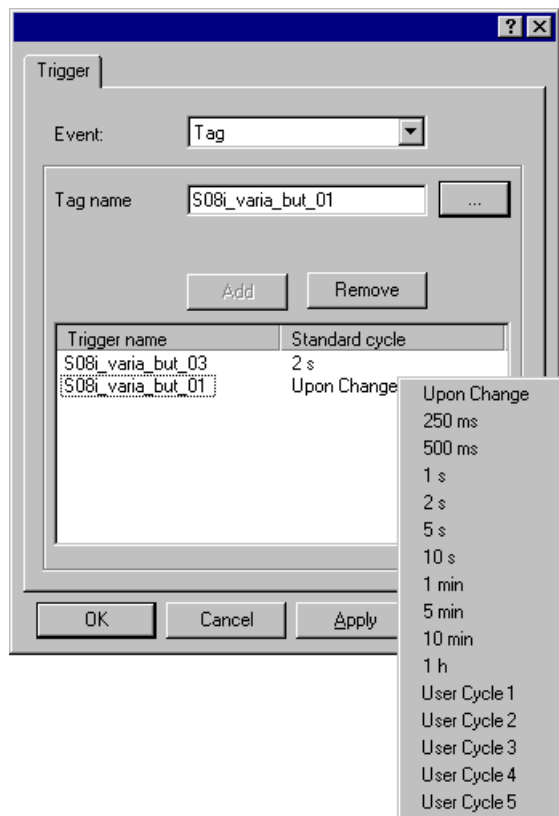 ?
Trigger
Event: Tag
Tag name S08i_varia_but_01 ...
Add Remove
Trigger name Standard cycle
S08i_varia_but_03 2 s
S08i_varia_but_01 Upon Change
Upon Change
250 ms
500 ms
1 s
2 s
5 s
10 s
1 min
5 min
10 min
1 h
User Cycle 1
User Cycle 2
User Cycle 3
User Cycle 4
User Cycle 5
OK Cancel Apply